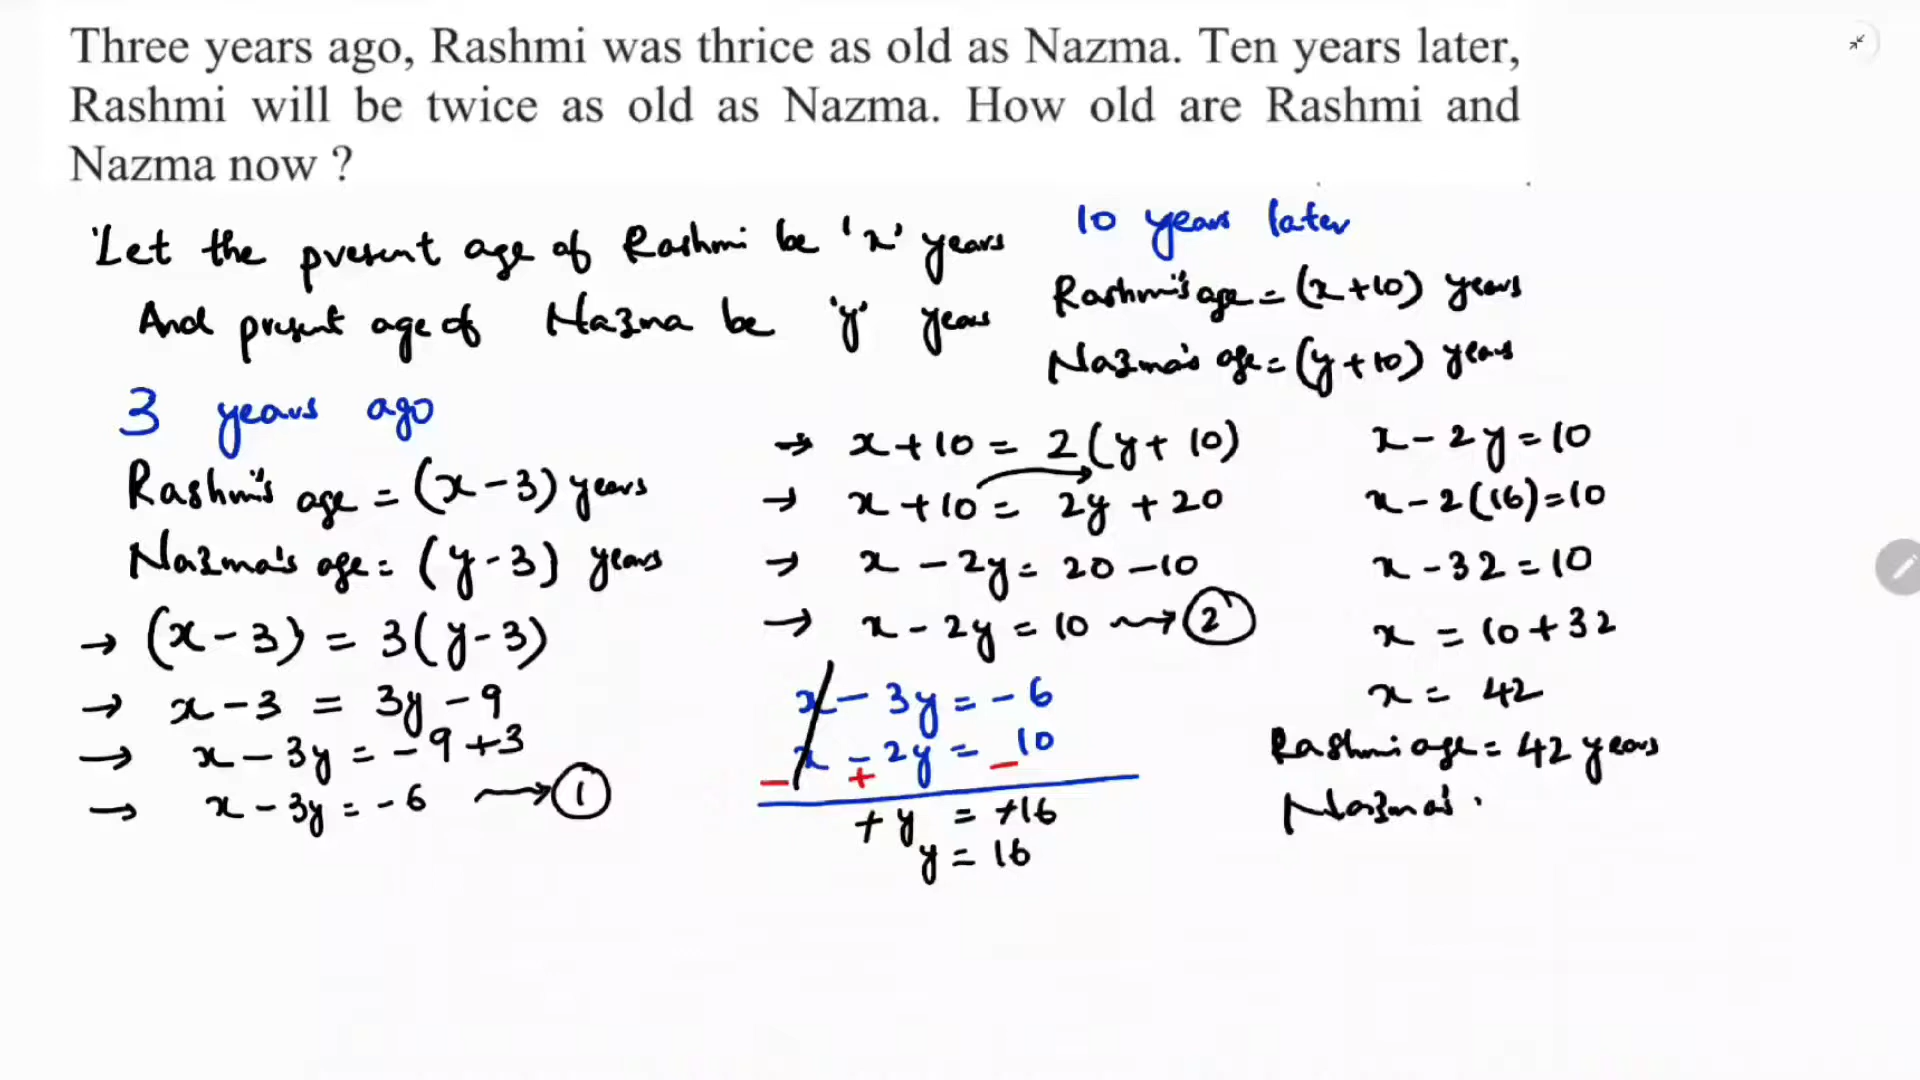 Three years ago, Rashmi was thrice as old as Nazma. Ten years later,
Rashmi will be twice as old as Nazma. How old are Rashmi and
Nazma now ?
Let the present age of Rashmi be 'x' years
And present age of Nazma be 'y' years
3 years ago
Rashmi's age = (x-3) years
Nazma's age = (y-3) years
→ (x-3) = 3(y-3)
→ x-3 = 3y-9
→ x-3y = -9+3
→ x-3y = -6 → 1
10 years later
Rashmi's age = (x+10) years
Nazma's age = (y+10) years
→ x+10 = 2(y+10)
→ x+10 = 2y+20
→ x-2y = 20-10
→ x-2y = 10 → 2
x-3y = -6
x-2y = 10
- + -
+y = +16
y = 16
x-2y = 10
x-2(16) = 10
x-32 = 10
x = 10+32
x = 42
Rashmi age = 42 years
Nazma's